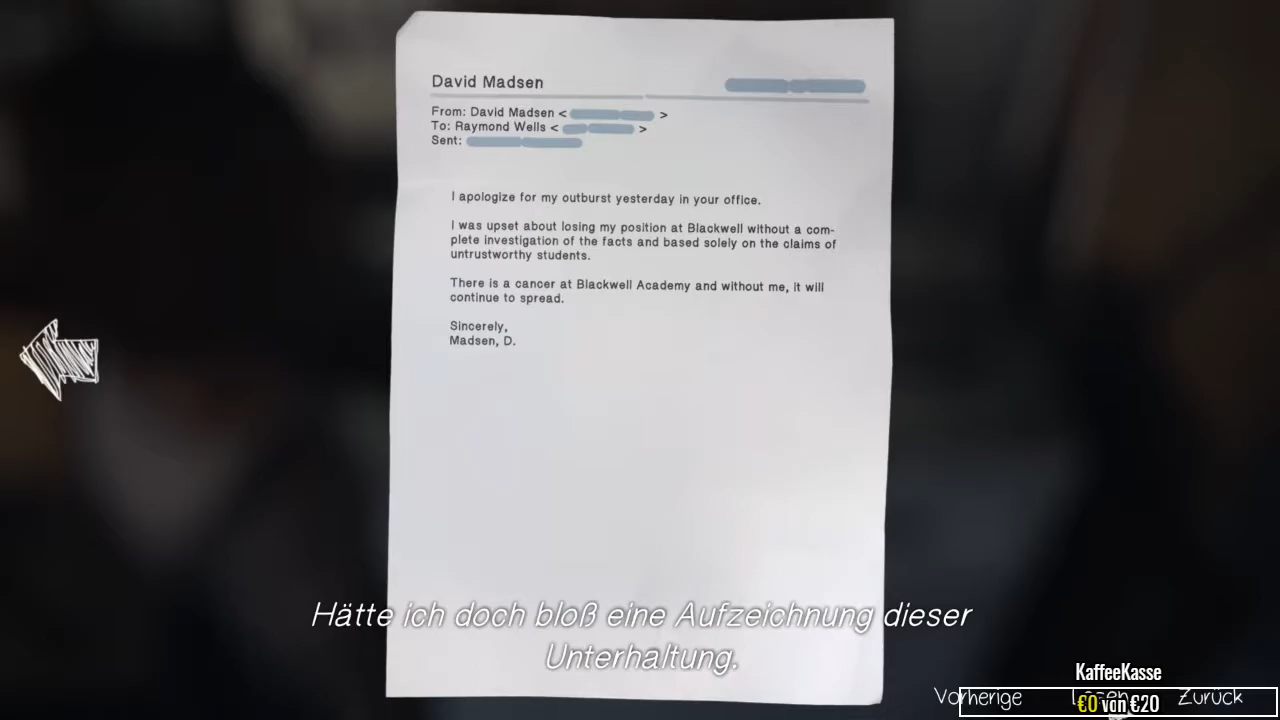 David Madsen
From: David Madsen < >
To: Raymond Wells < >
Sent:
I apologize for my outburst yesterday in your office.
I was upset about losing my position at Blackwell without a com-
plete investigation of the facts and based solely on the claims of
untrustworthy students.
There is a cancer at Blackwell Academy and without me, it will
continue to spread.
Sincerely,
Madsen, D.
Hätte ich doch bloß eine Aufzeichnung dieser
Unterhaltung.
KaffeeKasse
Vorherige Lesen Zurück
€0 von €20